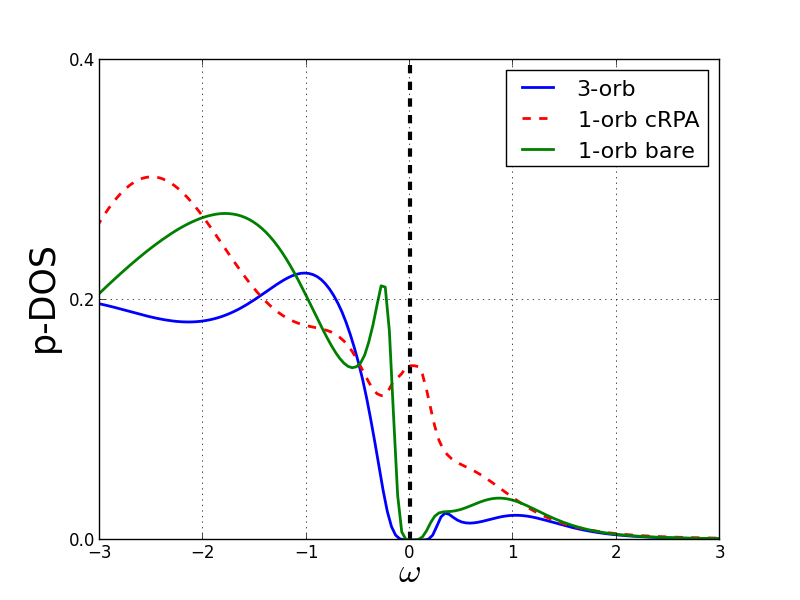 0.4
3-orb
1-orb cRPA
1-orb bare
p-DOS
0.2
0.0
−3 −2 −1 0 1 2 3
ω